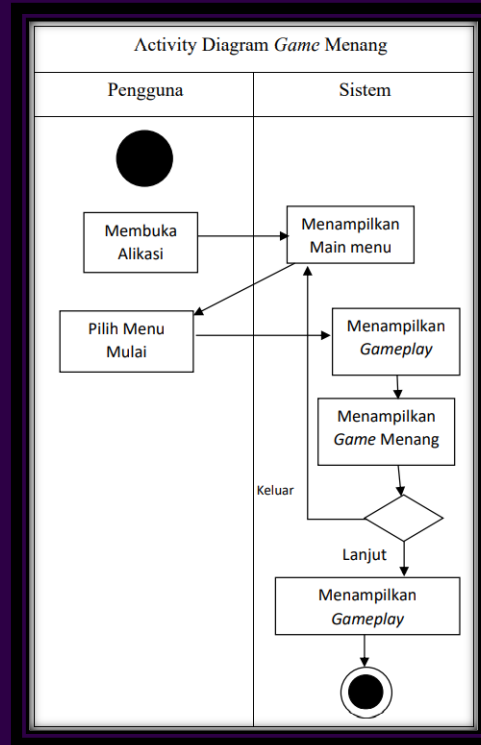 Activity Diagram Game Menang
Pengguna
Sistem
Membuka
Alikasi
Menampilkan
Main menu
Pilih Menu
Mulai
Menampilkan
Gameplay
Menampilkan
Game Menang
Keluar
Lanjut
Menampilkan
Gameplay